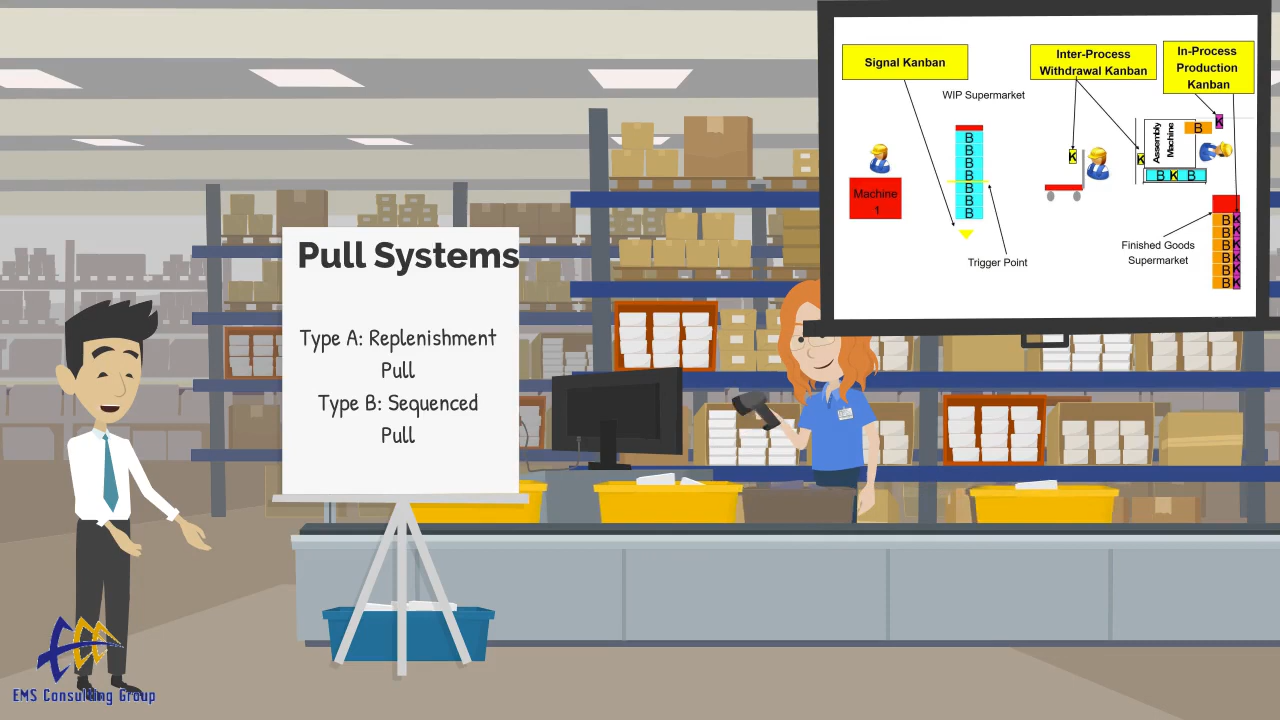 Pull Systems
Type A: Replenishment
Pull
Type B: Sequenced
Pull
Signal Kanban
Inter-Process
Withdrawal Kanban
In-Process
Production
Kanban
WIP Supermarket
Machine
1
B
B
B
B
B
B
B
Trigger Point
K
K
Assembly
Machine
B
K
B K B
Finished Goods
Supermarket
B K
B K
B K
B K
B K
B K
EMS Consulting Group